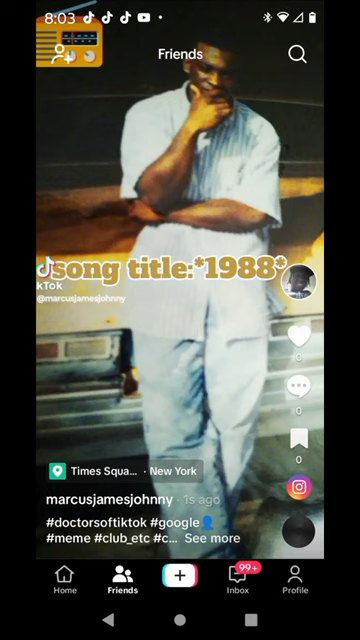 8:03
Friends
song title:*1988*
kTok
@marcusjamesjohnny
0
0
0
Times Squa... · New York
marcusjamesjohnny · 1s ago
#doctorsoftiktok #google👤
#meme #club_etc #c... See more
99+
Home
Friends
Inbox
Profile